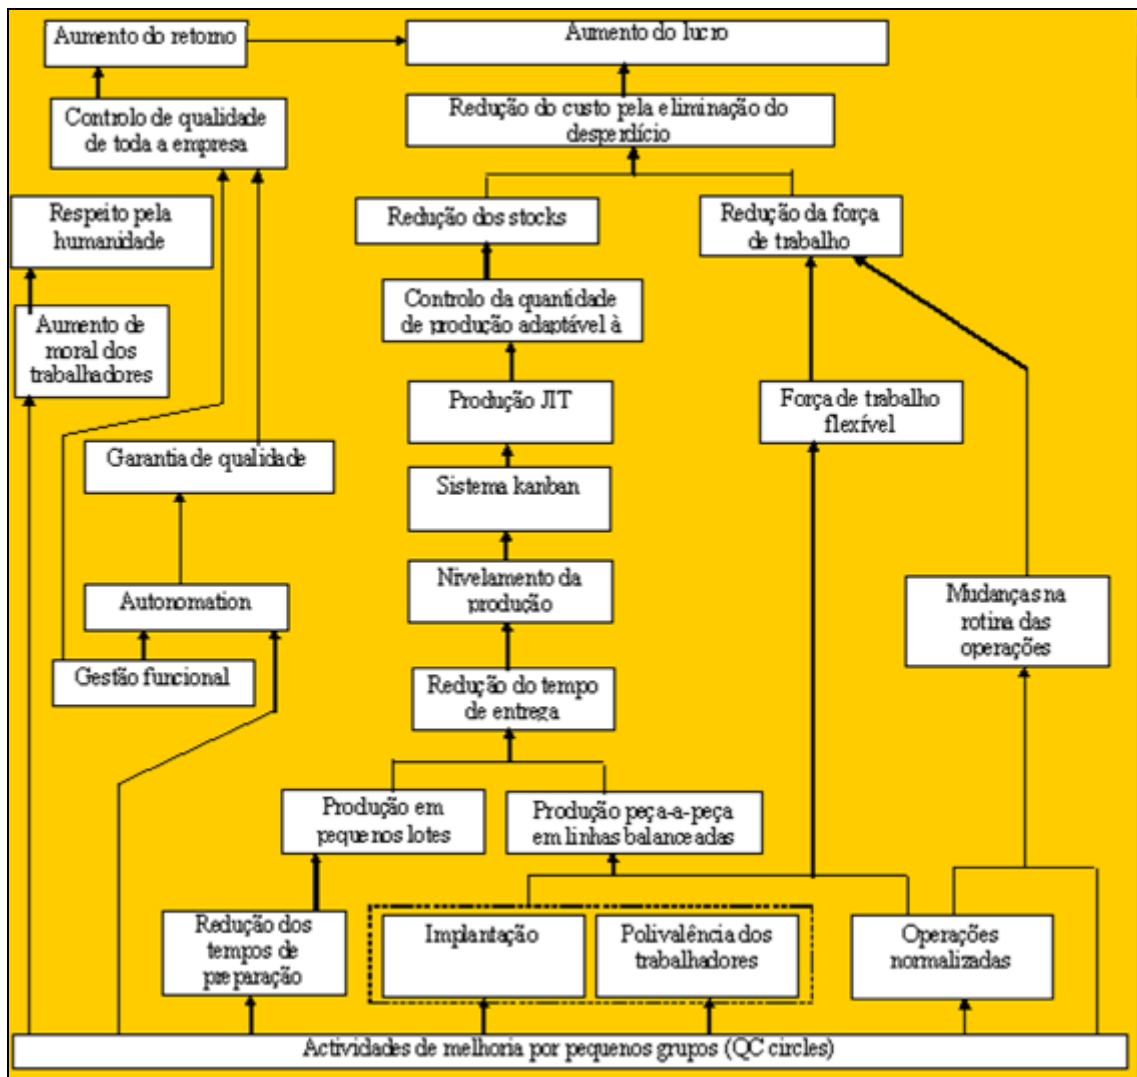 Aumento do retorno
Aumento do lucro
Redução do custo pela eliminação do
desperdício
Controlo de qualidade
de toda a empresa
Respeito pela
humanidade
Redução dos stocks
Redução da força
de trabalho
Controlo da quantidade
de produção adaptável à
Aumento de
moral dos
trabalhadores
Produção JIT
Força de trabalho
flexível
Garantia de qualidade
Sistema kanban
Nivelamento da
produção
Autonomation
Mudanças na
rotina das
operações
Gestão funcional
Redução do tempo
de entrega
Produção em
pequenos lotes
Produção peça-a-peça
em linhas balanceadas
Redução dos
tempos de
preparação
Implantação
Polivalência dos
trabalhadores
Operações
normalizadas
Actividades de melhoria por pequenos grupos (QC circles)